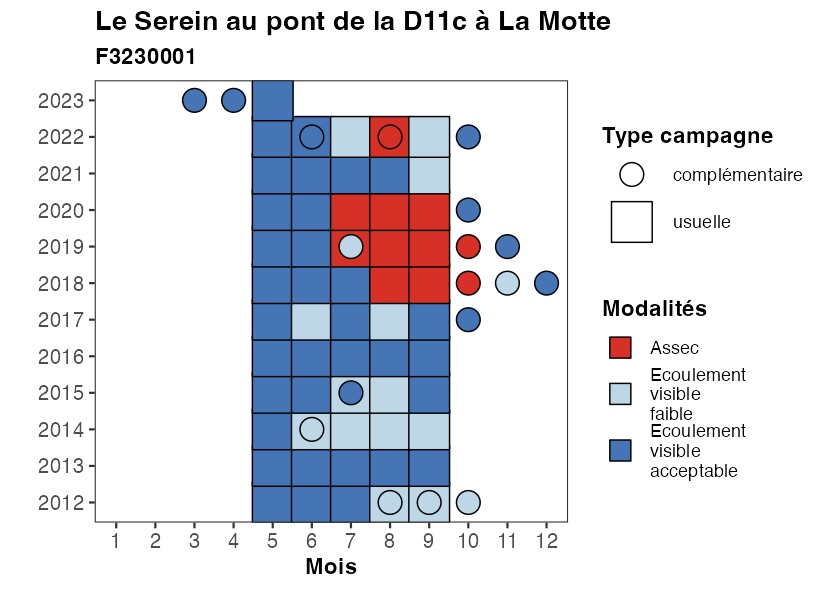 Le Serein au pont de la D11c à La Motte
F3230001
2023
2022
2021
2020
2019
2018
2017
2016
2015
2014
2013
2012
1 2 3 4 5 6 7 8 9 10 11 12
Mois
Type campagne
complémentaire
usuelle
Modalités
Assec
Ecoulement
visible
faible
Ecoulement
visible
acceptable